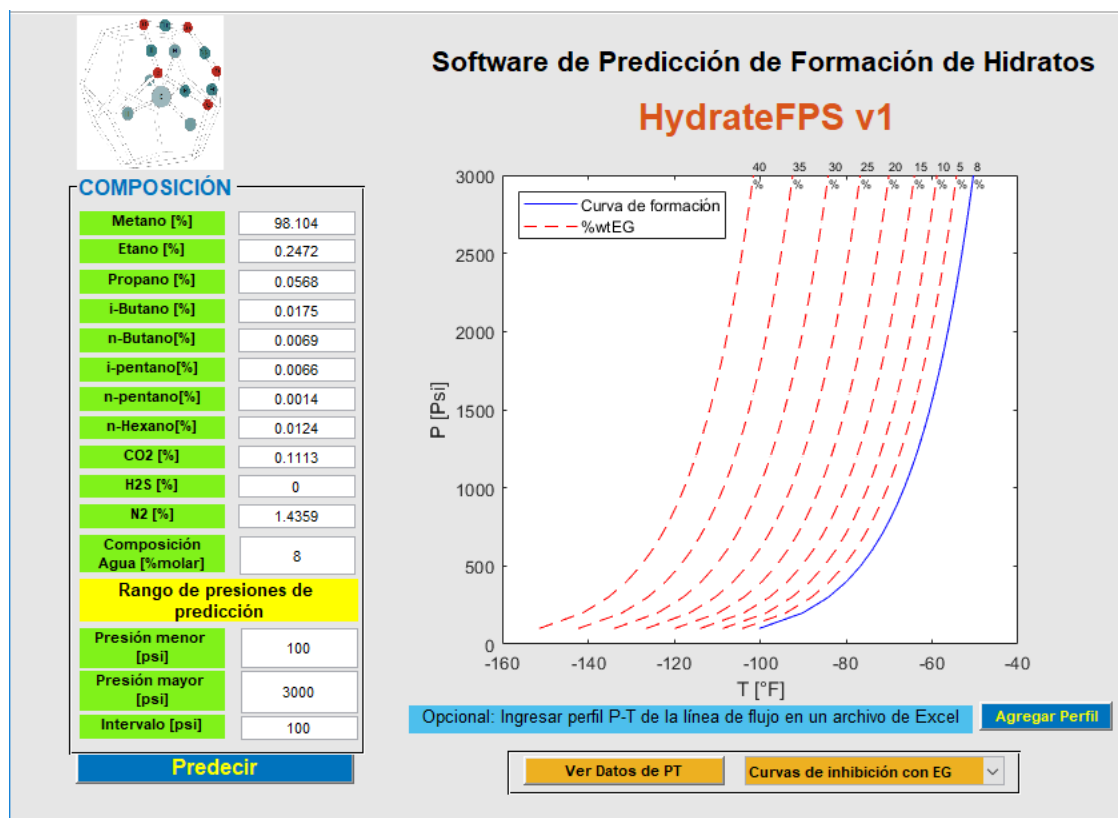 Software de Predicción de Formación de Hidratos
HydrateFPS v1
COMPOSICIÓN
Metano [%] 98.104
Etano [%] 0.2472
Propano [%] 0.0568
i-Butano [%] 0.0175
n-Butano[%] 0.0069
i-pentano[%] 0.0066
n-pentano[%] 0.0014
n-Hexano[%] 0.0124
CO2 [%] 0.1113
H2S [%] 0
N2 [%] 1.4359
Composición
Agua [%molar] 8
Rango de presiones de
predicción
Presión menor
[psi] 100
Presión mayor
[psi] 3000
Intervalo [psi] 100
Predecir
40 35 30 25 20 15 10 5 8
% % % % % % % % %
Curva de formación
%wtEG
3000
2500
2000
1500
1000
500
0
P [Psi]
-160 -140 -120 -100 -80 -60 -40
T [°F]
Opcional: Ingresar perfil P-T de la línea de flujo en un archivo de Excel
Agregar Perfil
Ver Datos de PT
Curvas de inhibición con EG